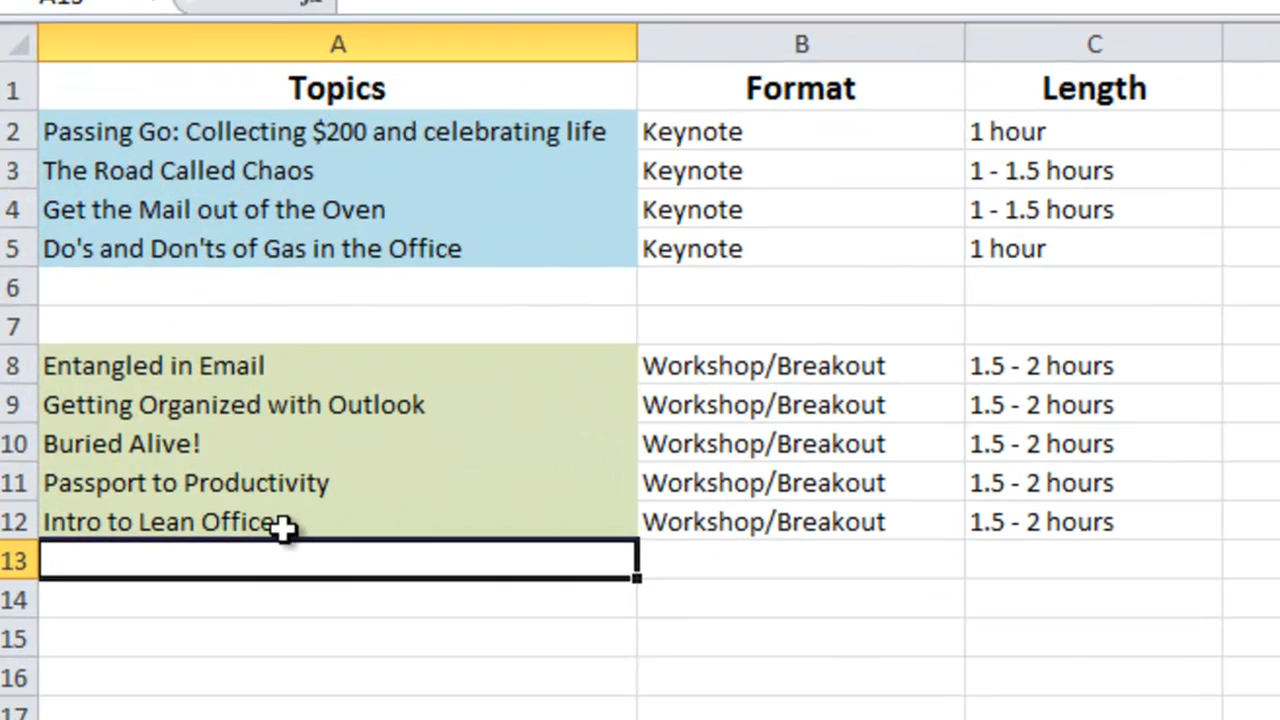 A B C
1 Topics Format Length
2 Passing Go: Collecting $200 and celebrating life Keynote 1 hour
3 The Road Called Chaos Keynote 1 - 1.5 hours
4 Get the Mail out of the Oven Keynote 1 - 1.5 hours
5 Do's and Don'ts of Gas in the Office Keynote 1 hour
6
7
8 Entangled in Email Workshop/Breakout 1.5 - 2 hours
9 Getting Organized with Outlook Workshop/Breakout 1.5 - 2 hours
10 Buried Alive! Workshop/Breakout 1.5 - 2 hours
11 Passport to Productivity Workshop/Breakout 1.5 - 2 hours
12 Intro to Lean Office Workshop/Breakout 1.5 - 2 hours
13
14
15
16
17